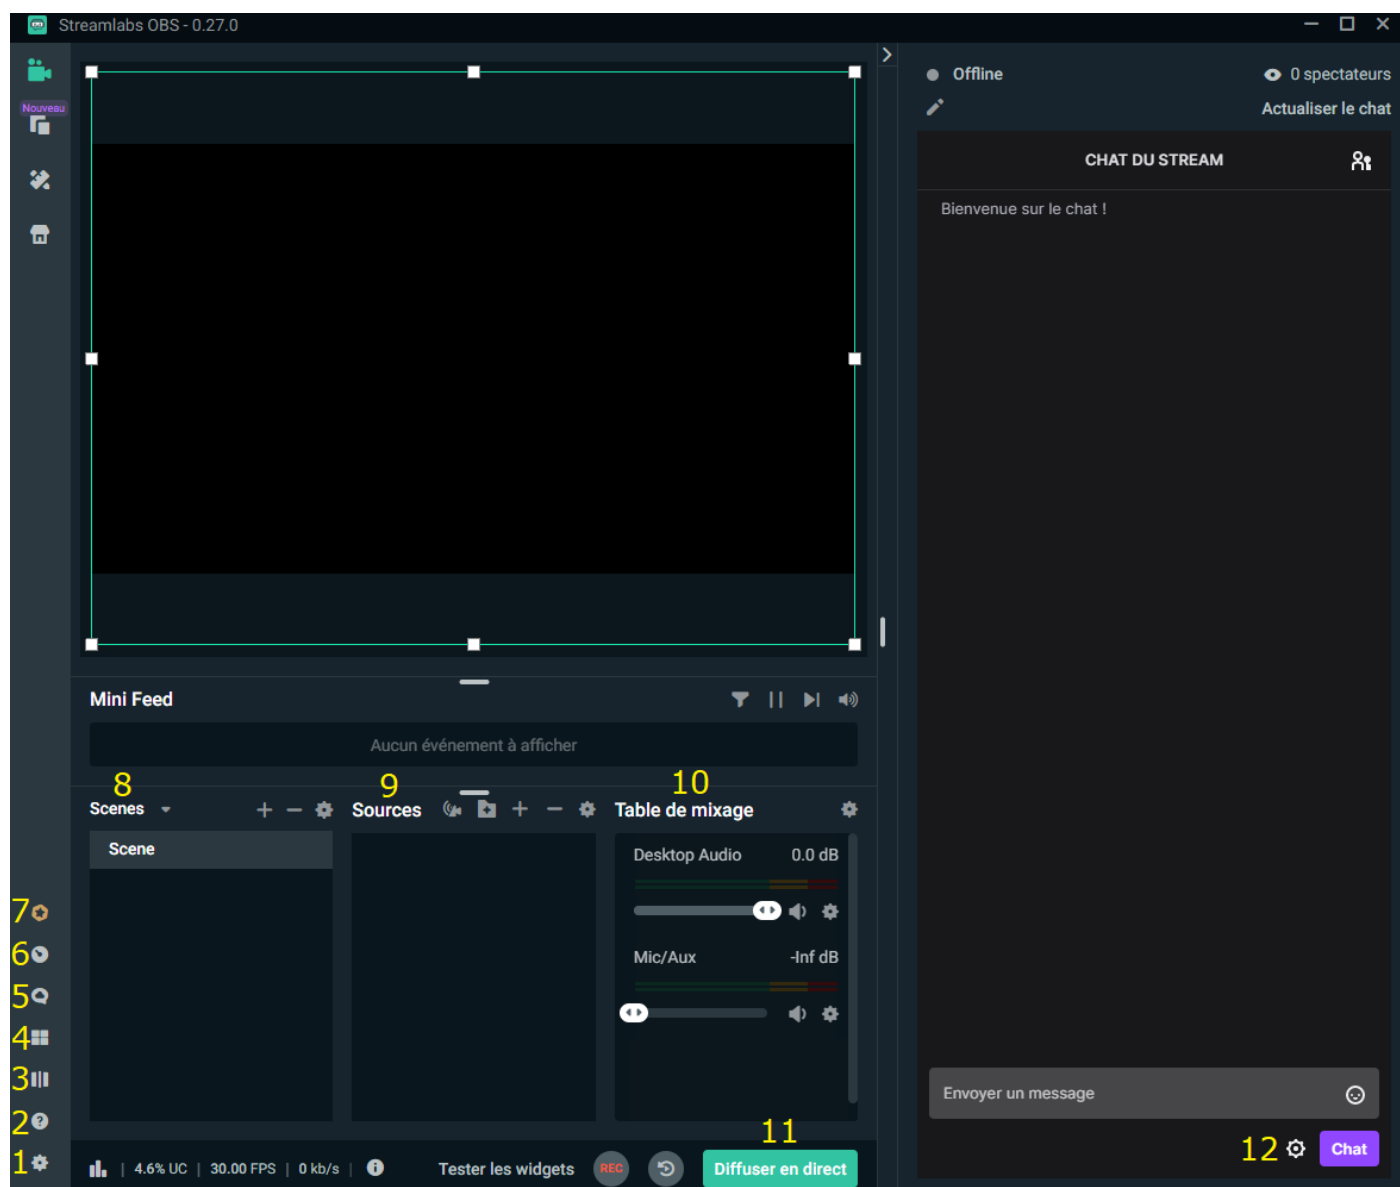 Streamlabs OBS - 0.27.0
Nouveau
Offline
0 spectateurs
Actualiser le chat
CHAT DU STREAM
Bienvenue sur le chat !
Mini Feed
Aucun événement à afficher
8
9
10
Scenes
Sources
Table de mixage
Scene
Desktop Audio 0.0 dB
Mic/Aux -Inf dB
7
6
5
4
3
2
1
4.6% UC | 30.00 FPS | 0 kb/s |
Tester les widgets
REC
11
Diffuser en direct
Envoyer un message
12
Chat